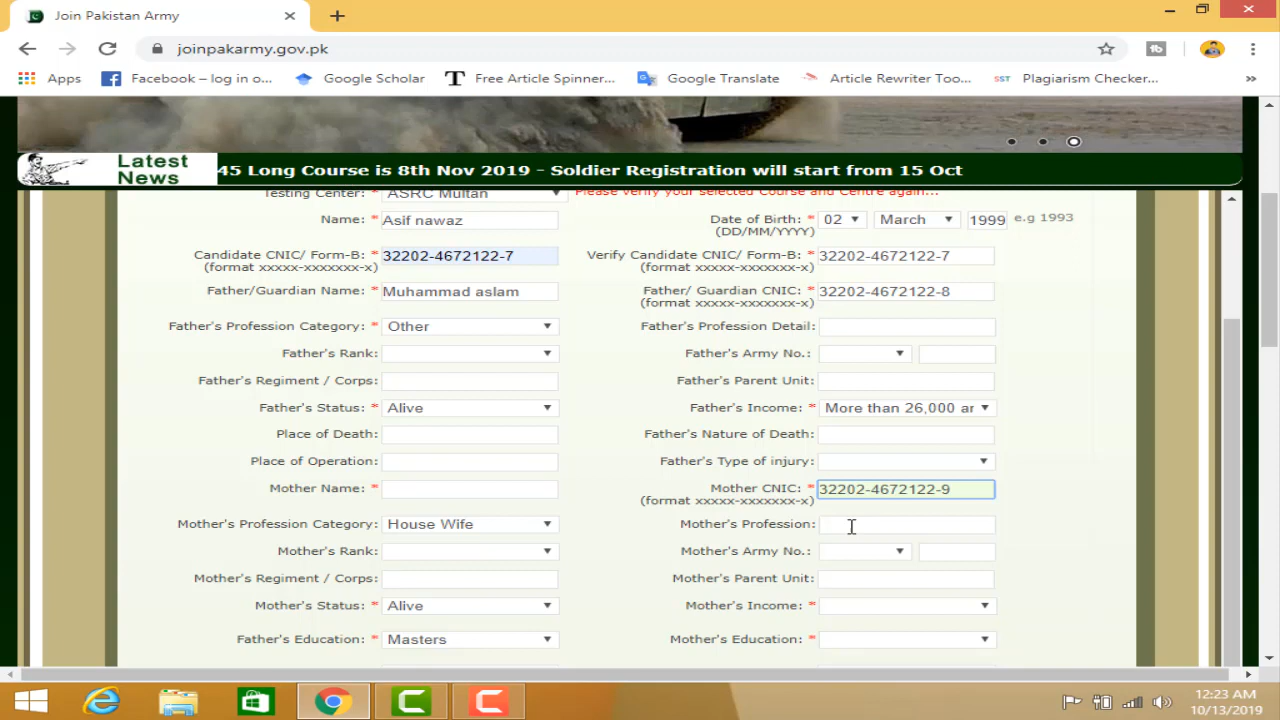 Join Pakistan Army
joinpakarmy.gov.pk
Apps Facebook – log in o... Google Scholar Free Article Spinner... Google Translate Article Rewriter Too... SST Plagiarism Checker... »
Latest News
45 Long Course is 8th Nov 2019 - Soldier Registration will start from 15 Oct
Testing Center: * ASRC Multan Please verify your selected Course and Centre again...
Name: * Asif nawaz Date of Birth: * 02 March 1999 e.g 1993
(DD/MM/YYYY)
Candidate CNIC/ Form-B: * 32202-4672122-7 Verify Candidate CNIC/ Form-B: * 32202-4672122-7
(format xxxxx-xxxxxxx-x) (format xxxxx-xxxxxxx-x)
Father/Guardian Name: * Muhammad aslam Father/ Guardian CNIC: * 32202-4672122-8
(format xxxxx-xxxxxxx-x)
Father's Profession Category: * Other Father's Profession Detail:
Father's Rank: Father's Army No.:
Father's Regiment / Corps: Father's Parent Unit:
Father's Status: * Alive Father's Income: * More than 26,000 ar
Place of Death: Father's Nature of Death:
Place of Operation: Father's Type of injury:
Mother Name: * Mother CNIC: * 32202-4672122-9
(format xxxxx-xxxxxxx-x)
Mother's Profession Category: * House Wife Mother's Profession:
Mother's Rank: Mother's Army No.:
Mother's Regiment / Corps: Mother's Parent Unit:
Mother's Status: * Alive Mother's Income: *
Father's Education: * Masters Mother's Education: *
12:23 AM
10/13/2019